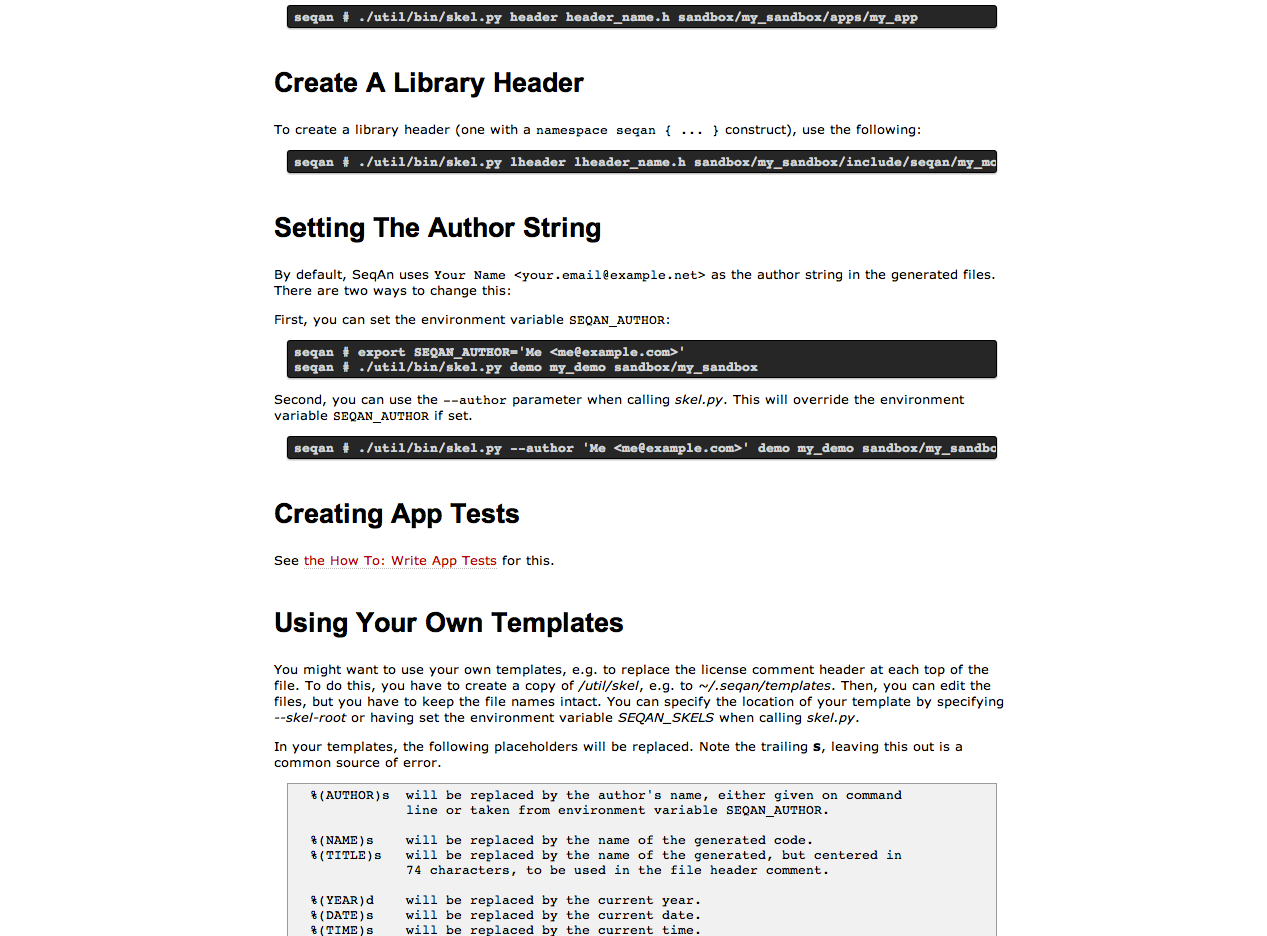 seqan # ./util/bin/skel.py header header_name.h sandbox/my_sandbox/apps/my_app
Create A Library Header
To create a library header (one with a namespace seqan { ... } construct), use the following:
seqan # ./util/bin/skel.py lheader lheader_name.h sandbox/my_sandbox/include/seqan/my_mo
Setting The Author String
By default, SeqAn uses Your Name <your.email@example.net> as the author string in the generated files.
There are two ways to change this:
First, you can set the environment variable SEQAN_AUTHOR:
seqan # export SEQAN_AUTHOR='Me <me@example.com>'
seqan # ./util/bin/skel.py demo my_demo sandbox/my_sandbox
Second, you can use the --author parameter when calling skel.py. This will override the environment
variable SEQAN_AUTHOR if set.
seqan # ./util/bin/skel.py --author 'Me <me@example.com>' demo my_demo sandbox/my_sandbo
Creating App Tests
See the How To: Write App Tests for this.
Using Your Own Templates
You might want to use your own templates, e.g. to replace the license comment header at each top of the
file. To do this, you have to create a copy of /util/skel, e.g. to ~/.seqan/templates. Then, you can edit the
files, but you have to keep the file names intact. You can specify the location of your template by specifying
--skel-root or having set the environment variable SEQAN_SKELS when calling skel.py.
In your templates, the following placeholders will be replaced. Note the trailing s, leaving this out is a
common source of error.
%(AUTHOR)s  will be replaced by the author's name, either given on command
line or taken from environment variable SEQAN_AUTHOR.
%(NAME)s    will be replaced by the name of the generated code.
%(TITLE)s   will be replaced by the name of the generated, but centered in
74 characters, to be used in the file header comment.
%(YEAR)d    will be replaced by the current year.
%(DATE)s    will be replaced by the current date.
%(TIME)s    will be replaced by the current time.